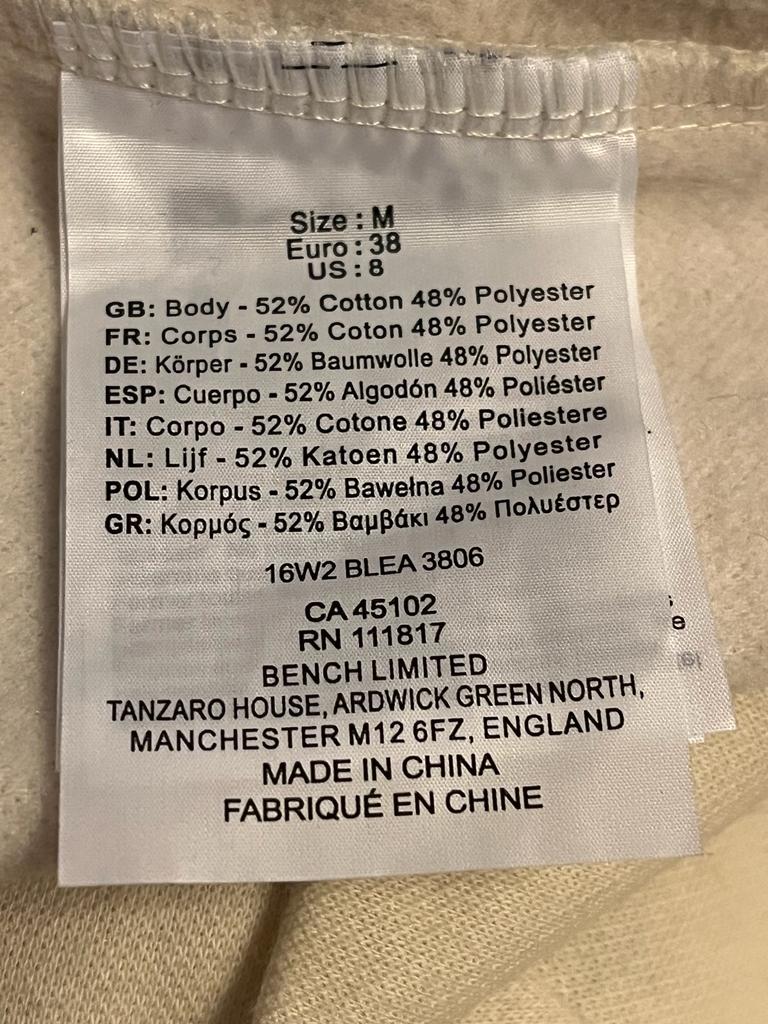 Size : M
Euro : 38
US : 8
GB: Body - 52% Cotton 48% Polyester
FR: Corps - 52% Coton 48% Polyester
DE: Körper - 52% Baumwolle 48% Polyester
ESP: Cuerpo - 52% Algodón 48% Poliéster
IT: Corpo - 52% Cotone 48% Poliestere
NL: Lijf - 52% Katoen 48% Polyester
POL: Korpus - 52% Bawełna 48% Poliester
GR: Κορμός - 52% Βαμβάκι 48% Πολυέστερ
16W2 BLEA 3806
CA 45102
RN 111817
BENCH LIMITED
TANZARO HOUSE, ARDWICK GREEN NORTH,
MANCHESTER M12 6FZ, ENGLAND
MADE IN CHINA
FABRIQUÉ EN CHINE